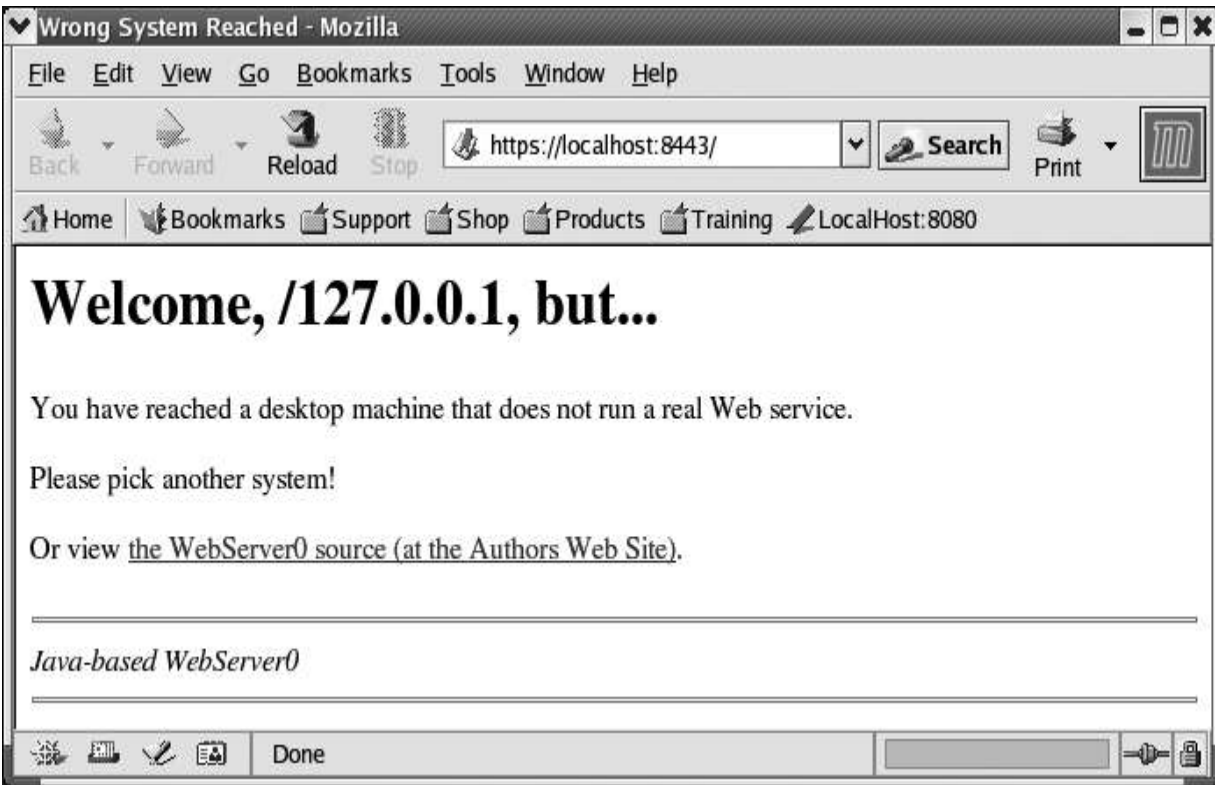 Wrong System Reached - Mozilla
File Edit View Go Bookmarks Tools Window Help
Back Forward Reload Stop https://localhost:8443/ Search Print
Home Bookmarks Support Shop Products Training LocalHost:8080
Welcome, /127.0.0.1, but...
You have reached a desktop machine that does not run a real Web service.
Please pick another system!
Or view the WebServer0 source (at the Authors Web Site).
Java-based WebServer0
Done